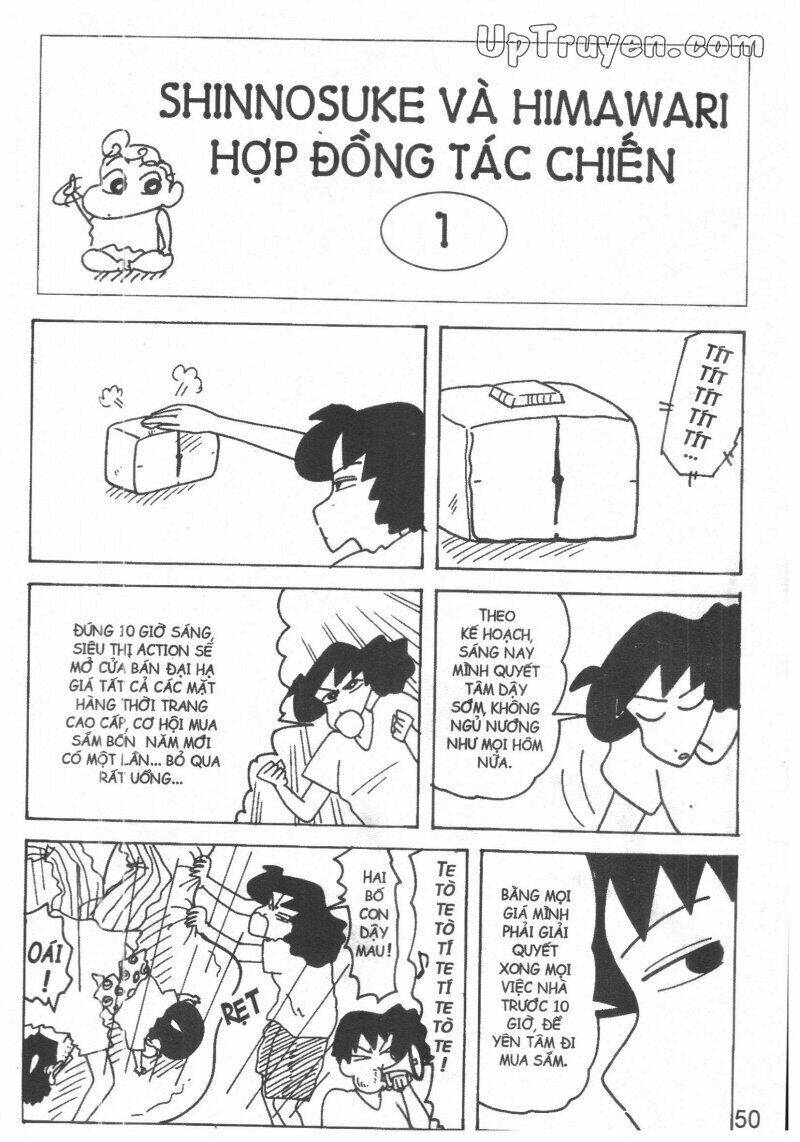 UpTruyen.com
SHINNOSUKE VÀ HIMAWARI
HỢP ĐỒNG TÁC CHIẾN
1
TÍT
TÍT
TÍT
TÍT
TÍT
...
THEO
KẾ HOẠCH,
SÁNG NAY
MÌNH QUYẾT
TÂM DẬY
SỚM, KHÔNG
NGỦ NƯỚNG
NHƯ MỌI HÔM
NỮA.
ĐÚNG 10 GIỜ SÁNG,
SIÊU THỊ ACTION SẼ
MỞ CỬA BÁN ĐẠI HẠ
GIÁ TẤT CẢ CÁC MẶT
HÀNG THỜI TRANG
CAO CẤP, CƠ HỘI MUA
SẮM BỐN NĂM MỚI
CÓ MỘT LẦN... BỎ QUA
RẤT UỔNG...
BẰNG MỌI
GIÁ MÌNH
PHẢI GIẢI
QUYẾT
XONG MỌI
VIỆC NHÀ
TRƯỚC 10
GIỜ, ĐỂ
YÊN TÂM ĐI
MUA SẮM.
TE
TÒ
TE
TÒ
TÍ
TE
TÍ
TE
TÒ
TE
!
HAI
BỐ
CON
DẬY
MAU!
RẸT
OÁI
!
50